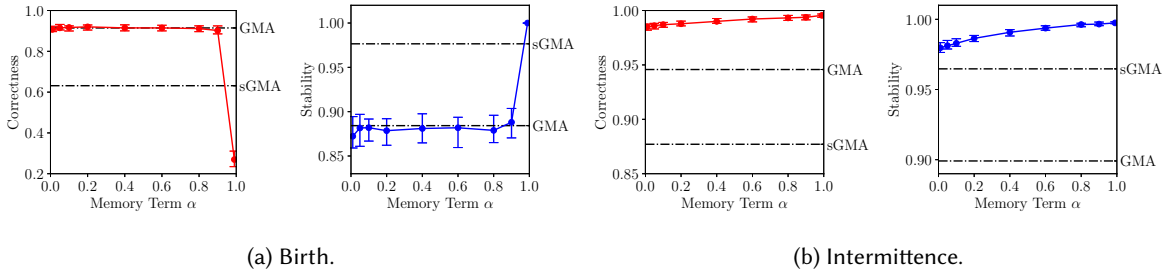 1.0
0.8
0.6
0.4
0.2
Correctness
GMA
sGMA
0.0 0.2 0.4 0.6 0.8 1.0
Memory Term α
1.00
0.95
0.90
0.85
Stability
sGMA
GMA
0.0 0.2 0.4 0.6 0.8 1.0
Memory Term α
(a) Birth.
1.00
0.95
0.90
0.85
Correctness
GMA
sGMA
0.0 0.2 0.4 0.6 0.8 1.0
Memory Term α
1.00
0.95
0.90
Stability
sGMA
GMA
0.0 0.2 0.4 0.6 0.8 1.0
Memory Term α
(b) Intermittence.